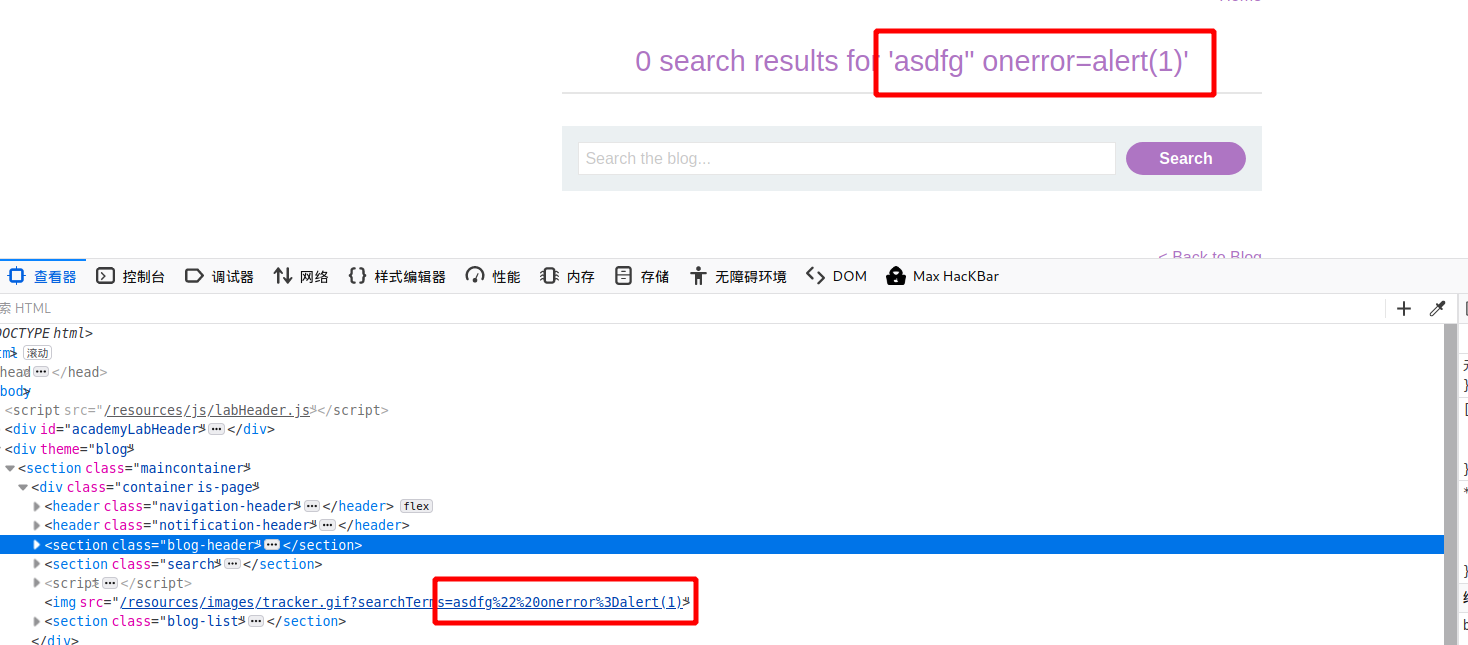 Home
0 search results for 'asdfg" onerror=alert(1)'
Search the blog...
Search
< Back to Blog
查看器 控制台 调试器 网络 样式编辑器 性能 内存 存储 无障碍环境 DOM Max HacKBar
索 HTML
OCTYPE html>
tml> 滚动
head ... </head>
body>
<script src="/resources/js/labHeader.js"></script>
<div id="academyLabHeader"> ... </div>
<div theme="blog">
<section class="maincontainer">
<div class="container is-page">
<header class="navigation-header"> ... </header> flex
<header class="notification-header"> ... </header>
<section class="blog-header"> ... </section>
<section class="search"> ... </section>
<script> ... </script>
<img src="/resources/images/tracker.gif?searchTerms=asdfg%22%20onerror%3Dalert(1)">
<section class="blog-list"> ... </section>
</div>